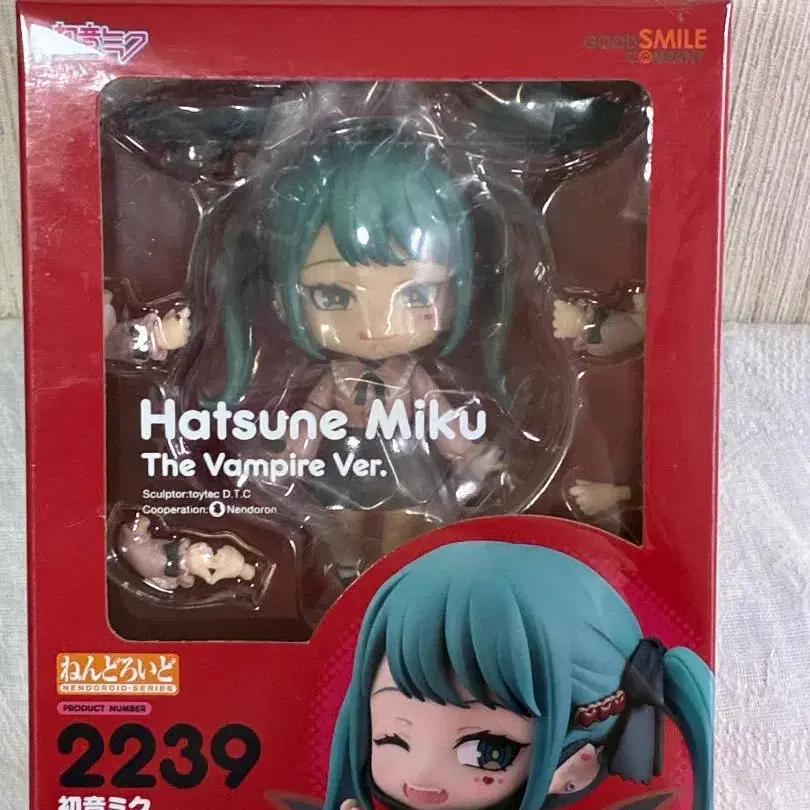 初音ミク
GOOD SMILE
COMPANY
Hatsune Miku
The Vampire Ver.
Sculptor:toytec D.T.C
Cooperation: Nendoron
ねんどろいど
NENDOROID·SERIES
PRODUCT NUMBER
2239
初音ミク